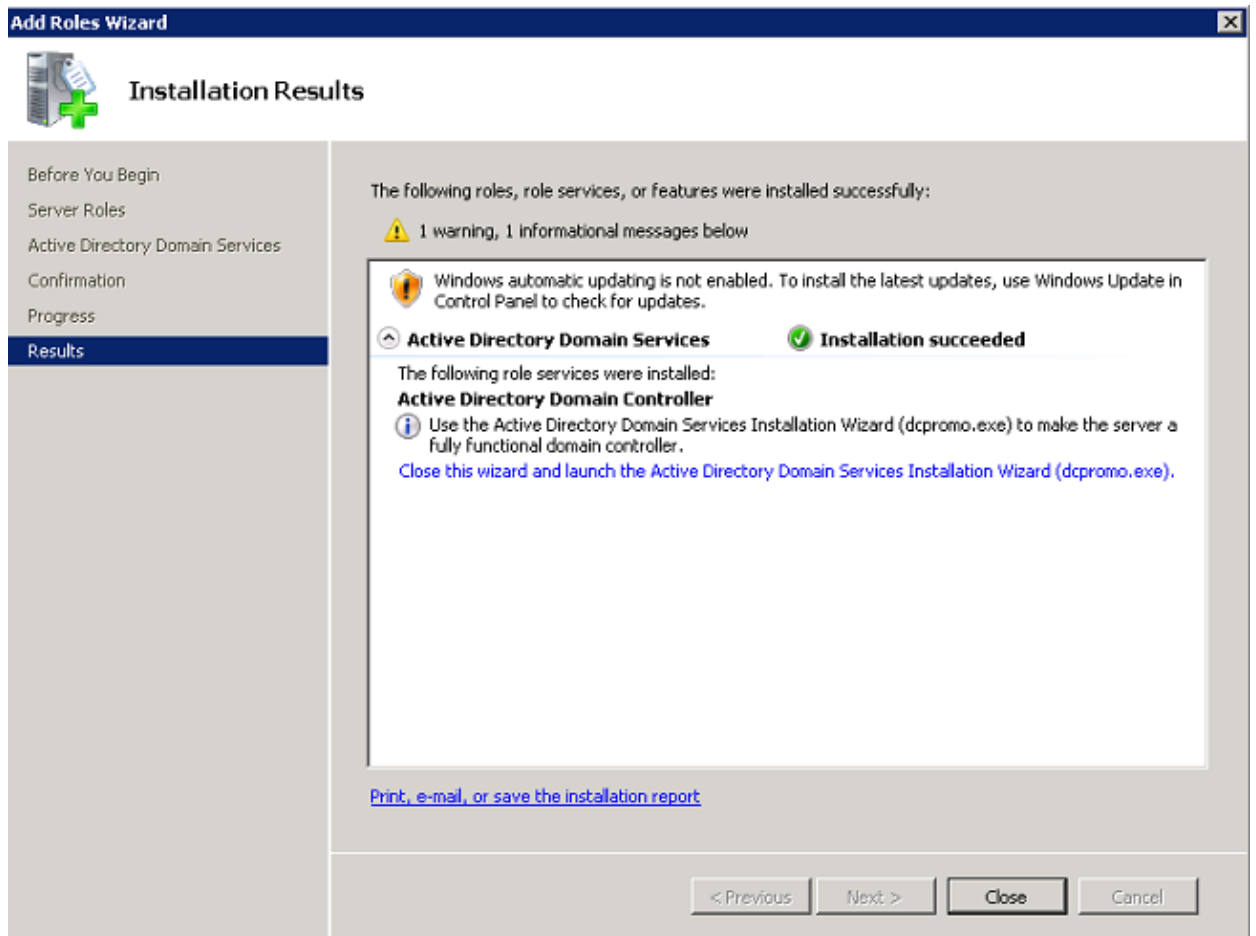 Add Roles Wizard
Installation Results
Before You Begin
Server Roles
Active Directory Domain Services
Confirmation
Progress
Results
The following roles, role services, or features were installed successfully:
1 warning, 1 informational messages below
Windows automatic updating is not enabled. To install the latest updates, use Windows Update in
Control Panel to check for updates.
Active Directory Domain Services Installation succeeded
The following role services were installed:
Active Directory Domain Controller
Use the Active Directory Domain Services Installation Wizard (dcpromo.exe) to make the server a
fully functional domain controller.
Close this wizard and launch the Active Directory Domain Services Installation Wizard (dcpromo.exe).
Print, e-mail, or save the installation report
< Previous Next > Close Cancel